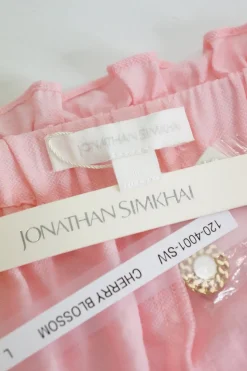 JONATHAN SIMKHAI
JONATHAN SIMKHAI
120-4001-SW
CHERRY BLOSSOM
L